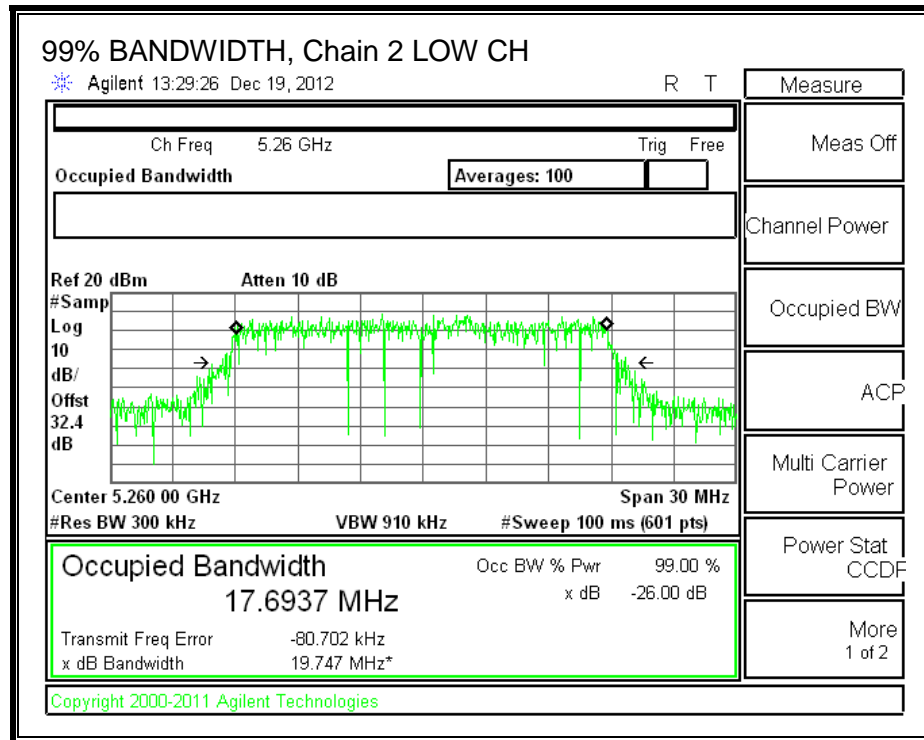 99% BANDWIDTH, Chain 2 LOW CH
Agilent 13:29:26 Dec 19, 2012 R T
Measure
Ch Freq 5.26 GHz Trig Free
Meas Off
Occupied Bandwidth Averages: 100
Channel Power
Ref 20 dBm Atten 10 dB
#Samp
Log
10
dB/
Offst
32.4
dB
Occupied BW
ACP
Multi Carrier
Power
Center 5.260 00 GHz Span 30 MHz
#Res BW 300 kHz VBW 910 kHz #Sweep 100 ms (601 pts)
Power Stat
CCDF
Occupied Bandwidth Occ BW % Pwr 99.00 %
17.6937 MHz x dB -26.00 dB
Transmit Freq Error -80.702 kHz
x dB Bandwidth 19.747 MHz*
More
1 of 2
Copyright 2000-2011 Agilent Technologies